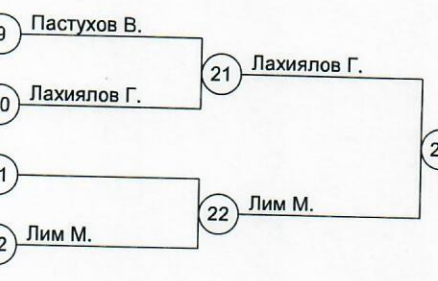 9 Пастухов В.
21 Лахиялов Г.
0 Лахиялов Г.
2
1
22 Лим М.
2 Лим М.